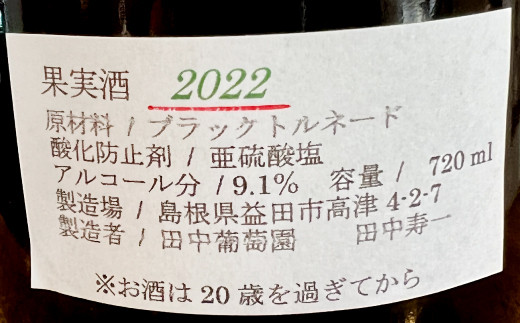 果実酒 2022
原材料 / ブラックトルネード
酸化防止剤 / 亜硫酸塩
アルコール分 / 9.1% 容量 / 720 ml
製造場 / 島根県益田市高津 4-2-7
製造者 / 田中葡萄園 田中寿一
※お酒は 20 歳を過ぎてから